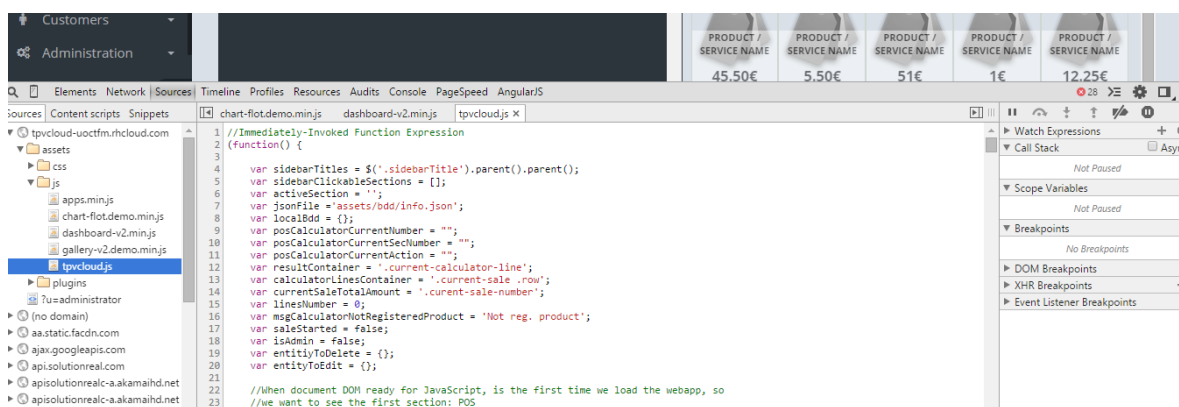 Customers
Administration
PRODUCT / SERVICE NAME
45.50€
PRODUCT / SERVICE NAME
5.50€
PRODUCT / SERVICE NAME
51€
PRODUCT / SERVICE NAME
1€
PRODUCT / SERVICE NAME
12.25€
Elements Network Sources Timeline Profiles Resources Audits Console PageSpeed AngularJS
28
Sources Content scripts Snippets
tpvcloud-uoctfm.rhcloud.com
assets
css
js
apps.min.js
chart-flot.demo.min.js
dashboard-v2.min.js
gallery-v2.demo.min.js
tpvcloud.js
plugins
?u=administrator
(no domain)
aa.static.facdn.com
ajax.googleapis.com
api.solutionreal.com
apisolutionrealc-a.akamaihd.net
apisolutionrealc-a.akamaihd.net
chart-flot.demo.min.js dashboard-v2.min.js tpvcloud.js ×
1 //Immediately-Invoked Function Expression
2 (function() {
3
4 var sidebarTitles = $('.sidebarTitle').parent().parent();
5 var sidebarClickableSections = [];
6 var activeSection = '';
7 var jsonFile ='assets/bdd/info.json';
8 var localBdd = {};
9 var posCalculatorCurrentNumber = "";
10 var posCalculatorCurrentSecNumber = "";
11 var posCalculatorCurrentAction = "";
12 var resultContainer = '.current-calculator-line';
13 var calculatorLinesContainer = '.current-sale .row';
14 var currentSaleTotalAmount = '.curent-sale-number';
15 var linesNumber = 0;
16 var msgCalculatorNotRegisteredProduct = 'Not reg. product';
17 var saleStarted = false;
18 var isAdmin = false;
19 var entitiyToDelete = {};
20 var entityToEdit = {};
21
22 //When document DOM ready for JavaScript, is the first time we load the webapp, so
23 //we want to see the first section: POS
Watch Expressions
Call Stack
Not Paused
Scope Variables
Not Paused
Breakpoints
No Breakpoints
DOM Breakpoints
XHR Breakpoints
Event Listener Breakpoints